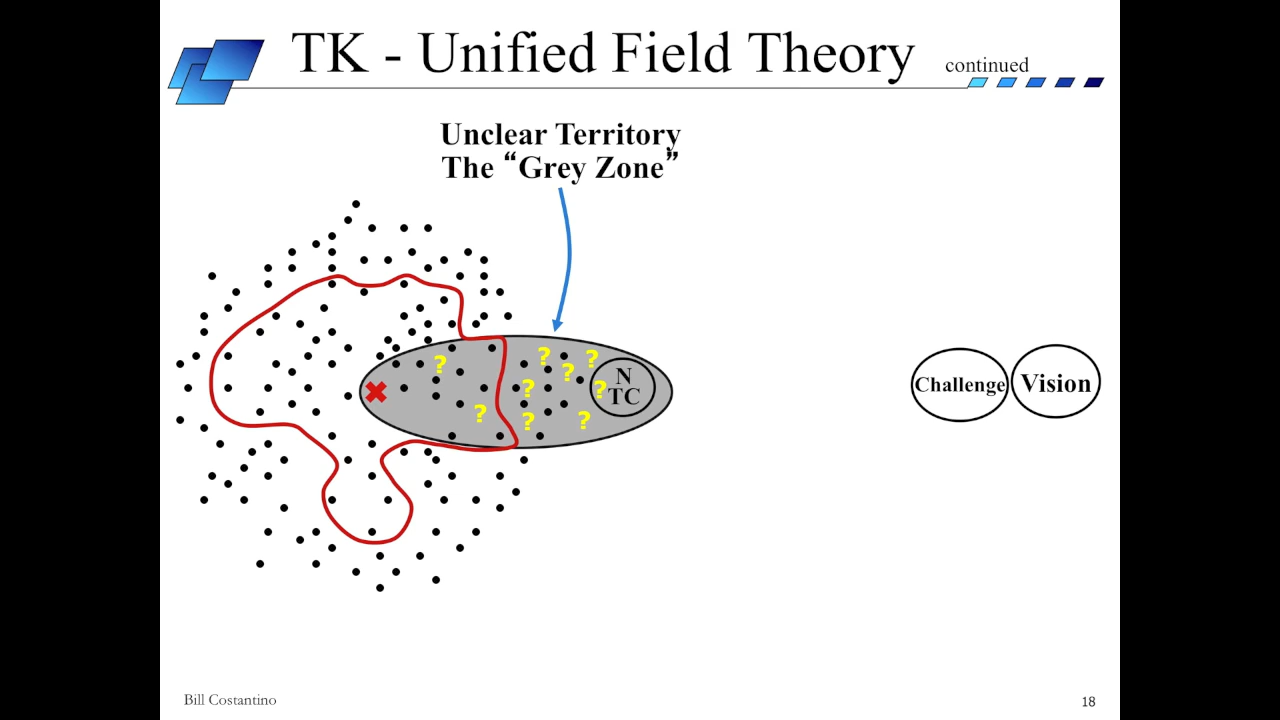 TK - Unified Field Theory continued
Unclear Territory
The “Grey Zone”
?
?
?
?
?
?
?
?
?
N
TC
Challenge
Vision
Bill Costantino
18